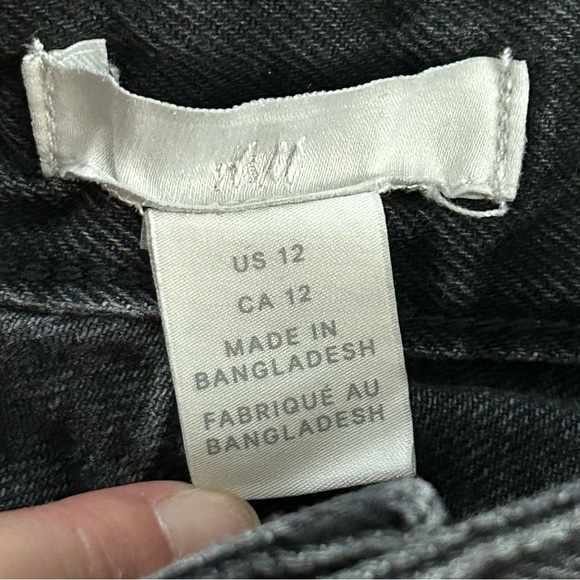 H&M
US 12
CA 12
MADE IN
BANGLADESH
FABRIQUÉ AU
BANGLADESH